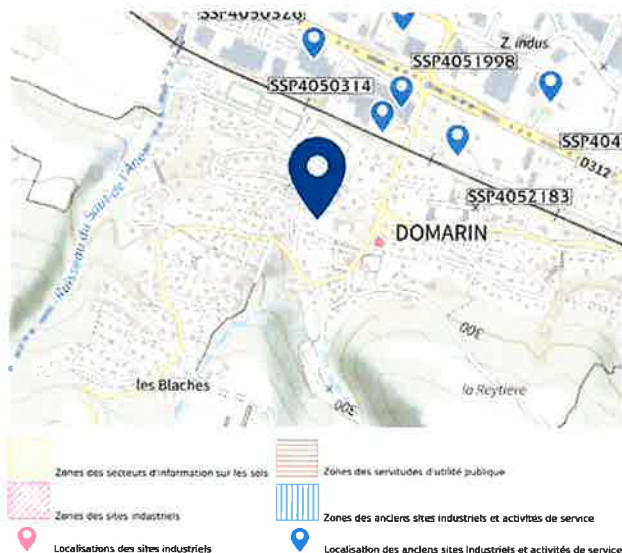 SSP4050326
Z. indus.
SSP4051998
SSP4050314
SSP404
D312
SSP4052183
Ruisseau du Saut de l'Ane
DOMARIN
300
les Blaches
la Reytière
300
Zones des secteurs d'information sur les sols
Zones des servitudes d'utilité publique
Zones des sites industriels
Zones des anciens sites industriels et activités de service
Localisations des sites industriels
Localisation des anciens sites industriels et activités de service